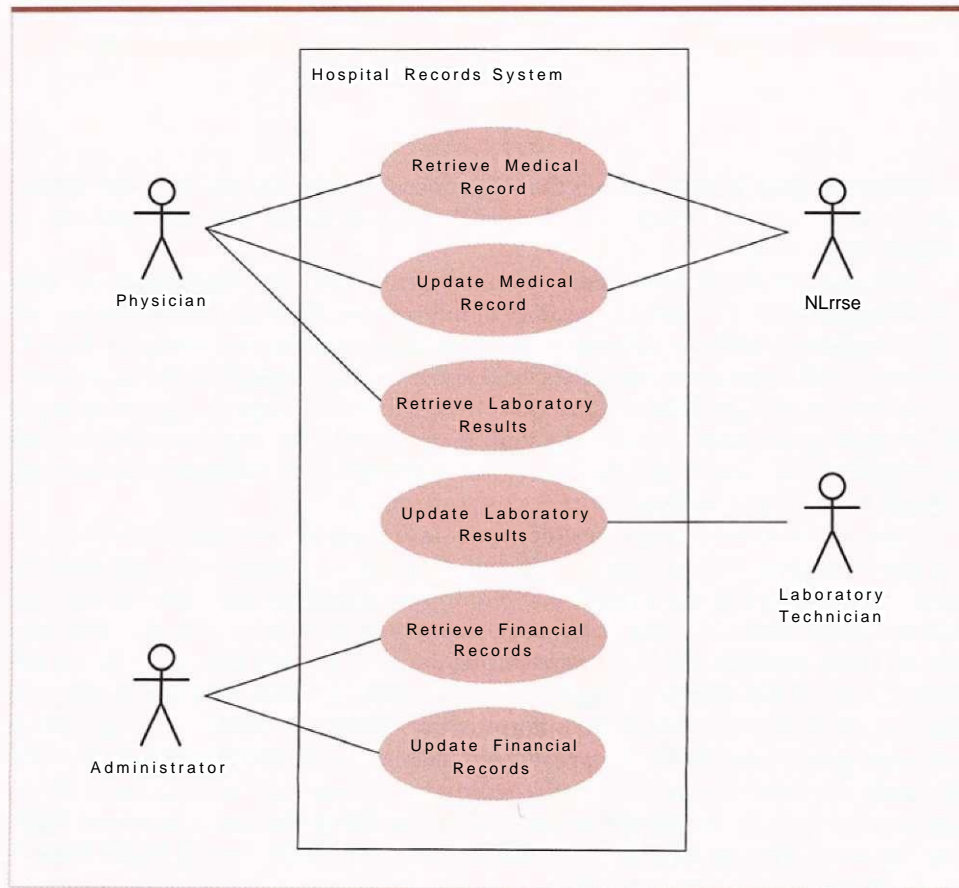 Hospital Records System
Retrieve Medical
Record
Physician
Update Medical
Record
NLrrse
Retrieve Laboratory
Results
Update Laboratory
Results
Laboratory
Technician
Retrieve Financial
Records
Administrator
Update Financial
Records